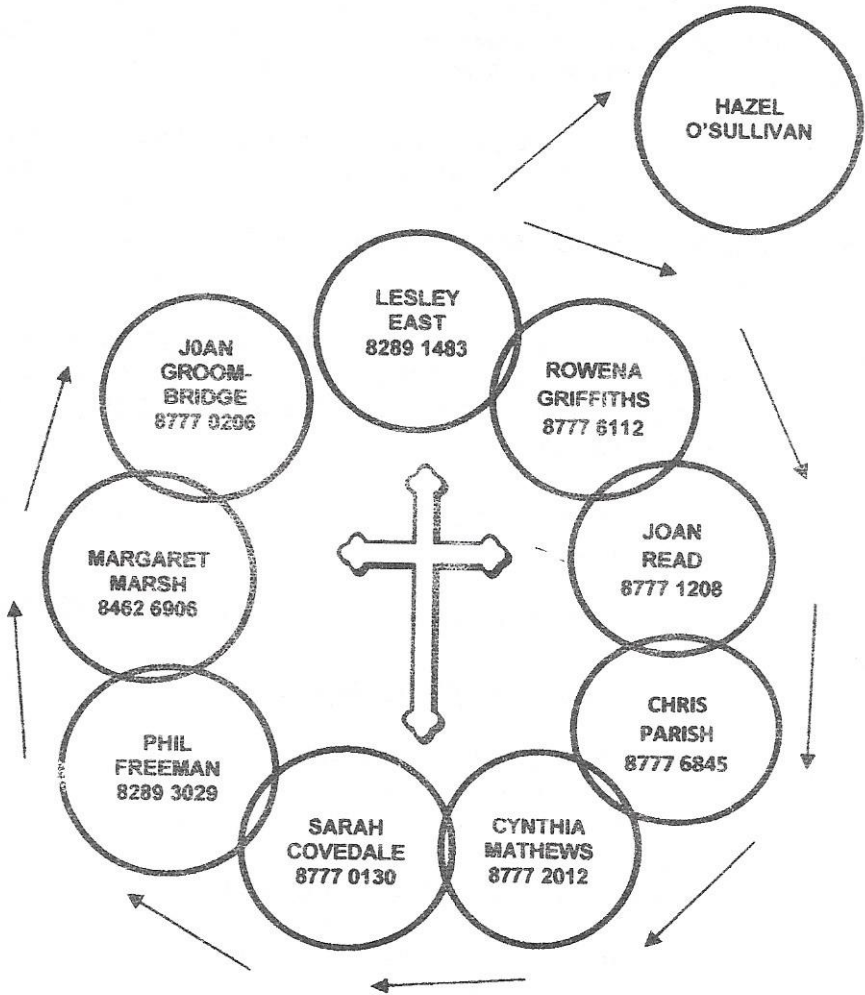 HAZEL
O'SULLIVAN
LESLEY
EAST
8289 1483
ROWENA
GRIFFITHS
8777 6112
JOAN
READ
8777 1208
CHRIS
PARISH
8777 6845
CYNTHIA
MATHEWS
8777 2012
SARAH
COVEDALE
8777 0130
PHIL
FREEMAN
8289 3029
MARGARET
MARSH
8462 6906
J0AN
GROOM-
BRIDGE
8777 0206